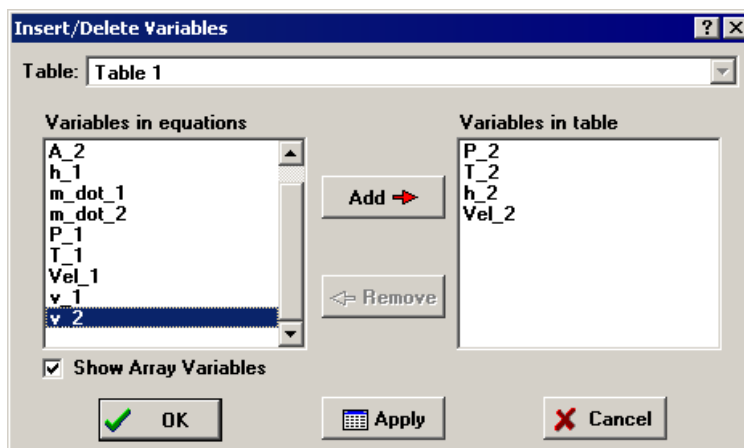 Insert/Delete Variables
Table: Table 1
Variables in equations
A_2
h_1
m_dot_1
m_dot_2
P_1
T_1
Vel_1
v_1
v_2
Add
Remove
Variables in table
P_2
T_2
h_2
Vel_2
Show Array Variables
OK
Apply
Cancel